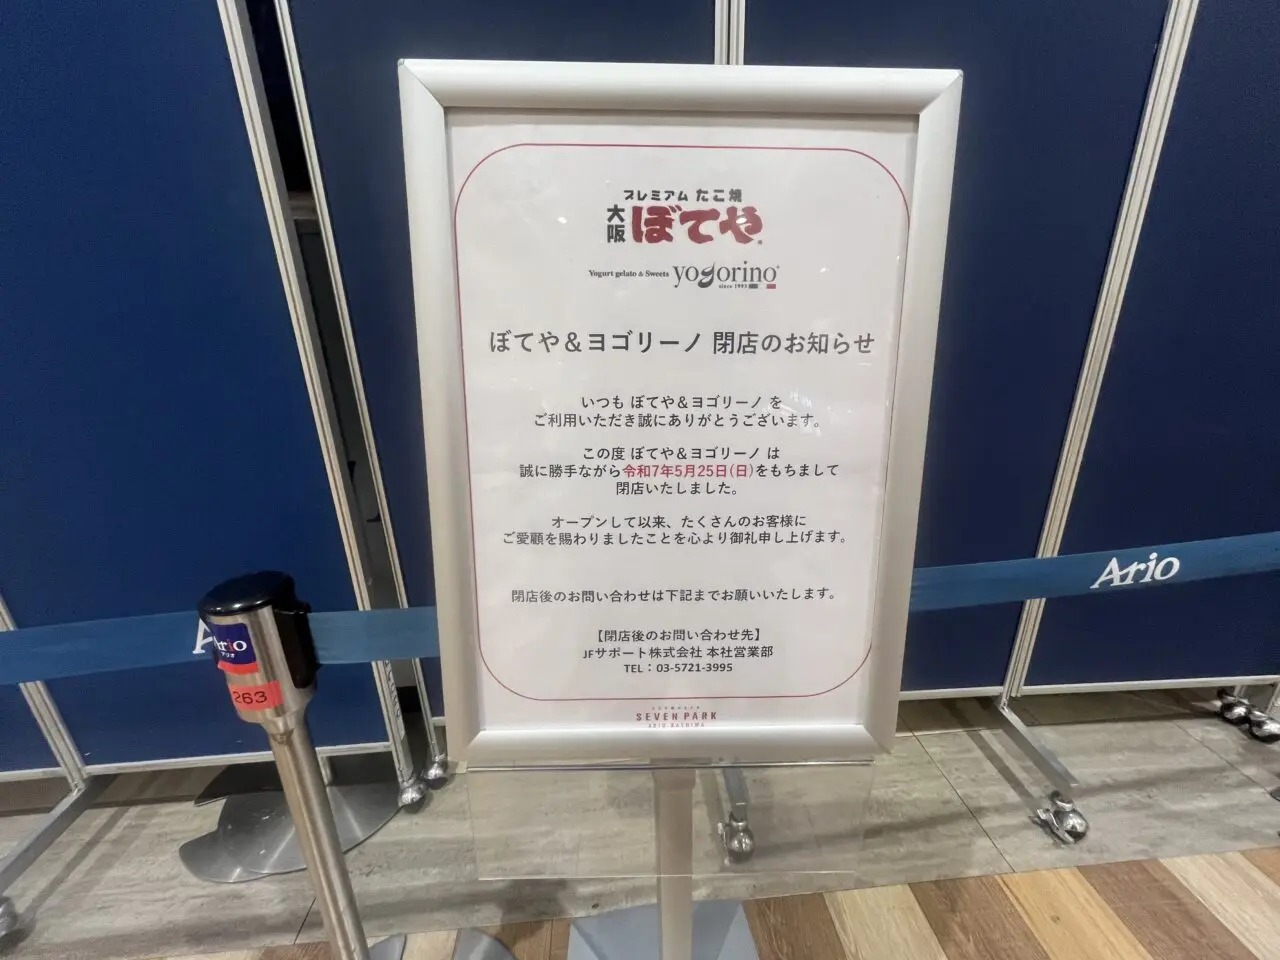 プレミアム たこ焼
大阪 ぼてや
Yogurt gelato & Sweets yogorino
since 1993
ぼてや＆ヨゴリーノ 閉店のお知らせ
いつも ぼてや＆ヨゴリーノ を
ご利用いただき誠にありがとうございます。
この度 ぼてや＆ヨゴリーノ は
誠に勝手ながら令和7年5月25日(日)をもちまして
閉店いたしました。
オープンして以来、たくさんのお客様に
ご愛顧を賜わりましたことを心より御礼申し上げます。
閉店後のお問い合わせは下記までお願いいたします。
【閉店後のお問い合わせ先】
JFサポート株式会社 本社営業部
TEL：03-5721-3995
SEVEN PARK
ARIO KASHIWA
Ario
Ario
アリオ
263